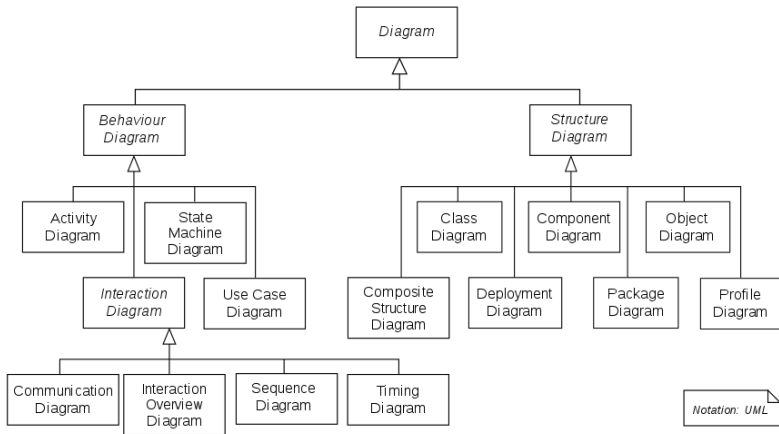 Diagram
Behaviour
Diagram
Structure
Diagram
Activity
Diagram
State
Machine
Diagram
Class
Diagram
Component
Diagram
Object
Diagram
Interaction
Diagram
Use Case
Diagram
Composite
Structure
Diagram
Deployment
Diagram
Package
Diagram
Profile
Diagram
Communication
Diagram
Interaction
Overview
Diagram
Sequence
Diagram
Timing
Diagram
Notation: UML